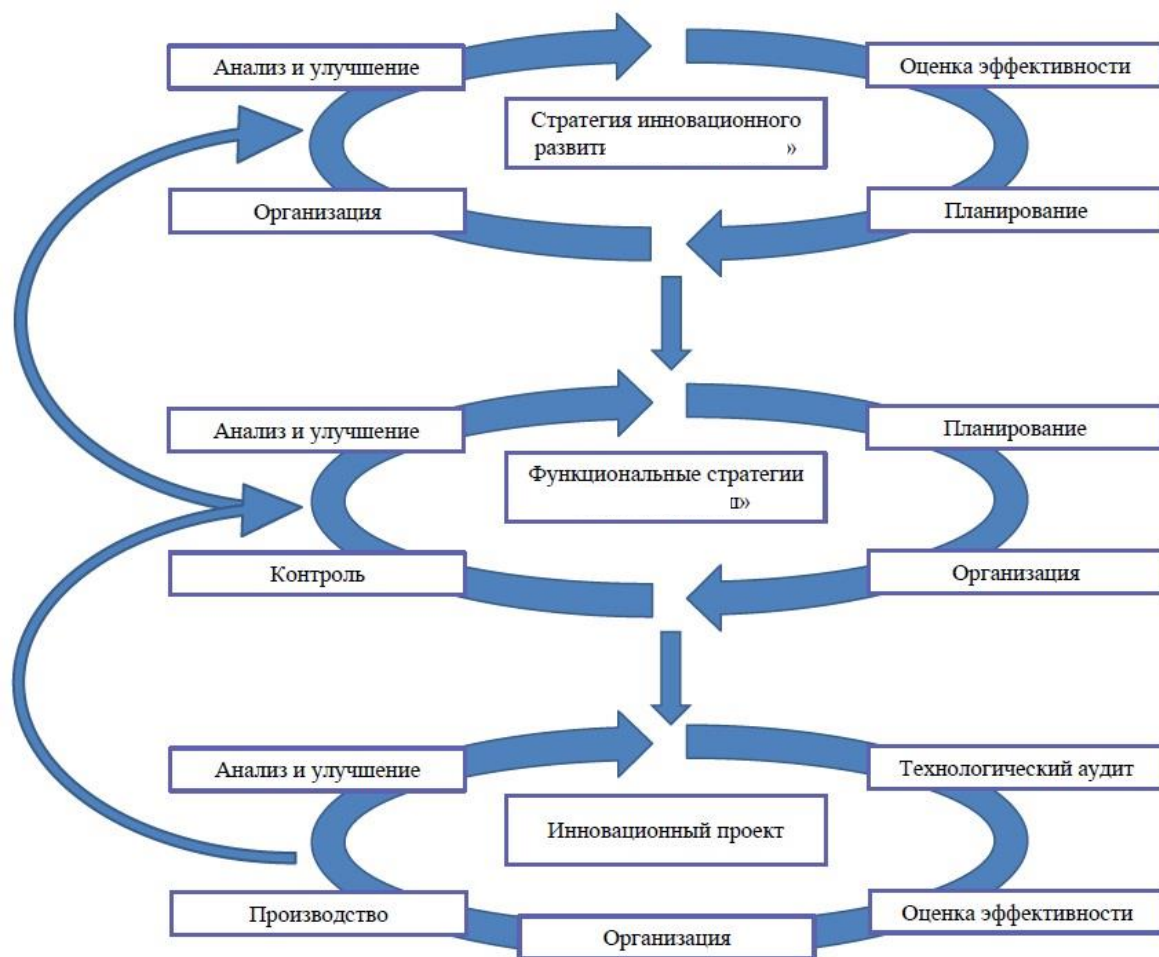 Анализ и улучшение
Оценка эффективности
Стратегия инновационного
»
Организация
Планирование
Анализ и улучшение
Планирование
Функциональные стратегии
»
Контроль
Организация
Анализ и улучшение
Технологический аудит
Инновационный проект
Производство
Организация
Оценка эффективности